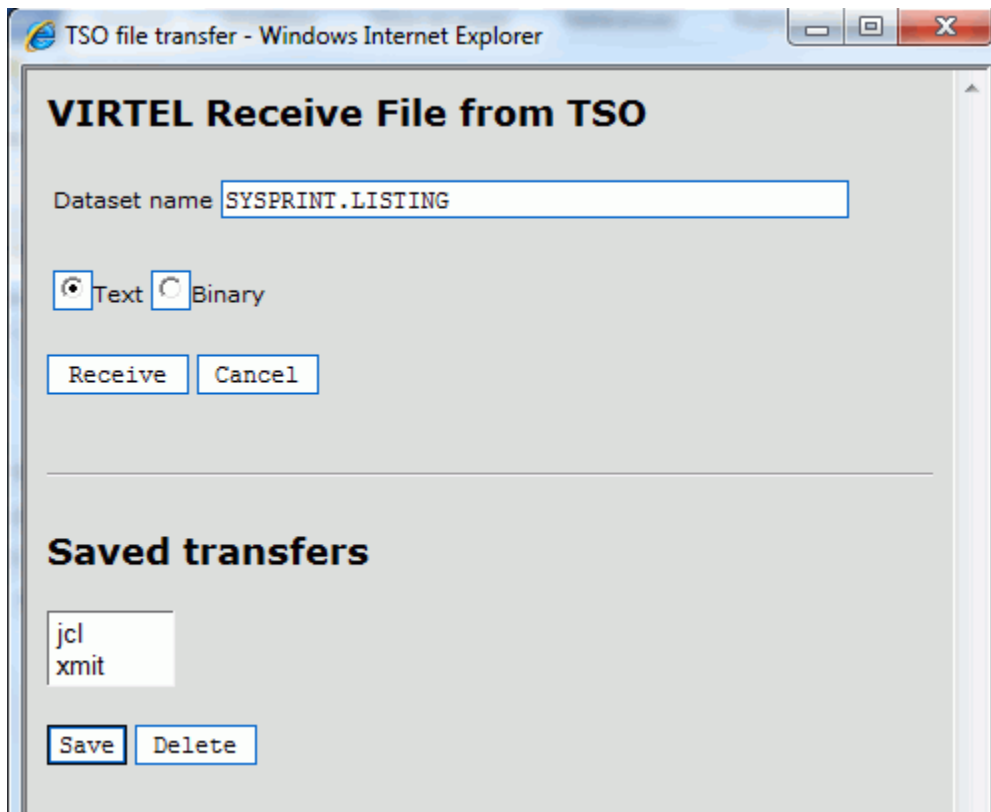 TSO file transfer - Windows Internet Explorer
VIRTEL Receive File from TSO
Dataset name SYSPRINT.LISTING
Text Binary
Receive Cancel
Saved transfers
jcl
xmit
Save Delete